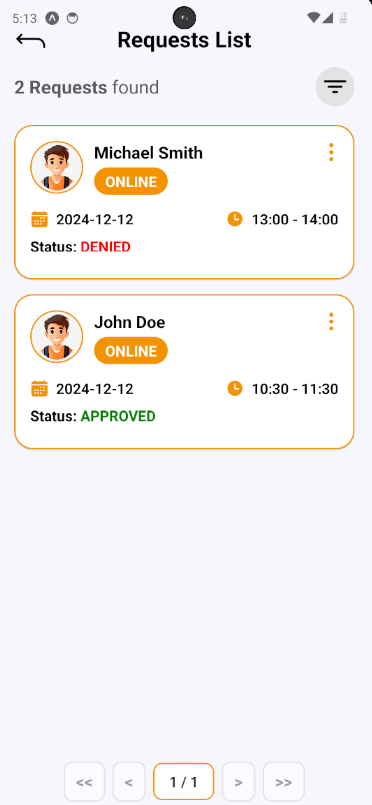 5:13
Requests List
2 Requests found
Michael Smith
ONLINE
2024-12-12 13:00 - 14:00
Status: DENIED
John Doe
ONLINE
2024-12-12 10:30 - 11:30
Status: APPROVED
<< < 1 / 1 > >>